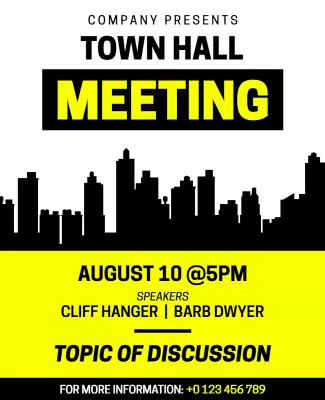 COMPANY PRESENTS
TOWN HALL
MEETING
AUGUST 10 @5PM
SPEAKERS
CLIFF HANGER | BARB DWYER
TOPIC OF DISCUSSION
FOR MORE INFORMATION: +0 123 456 789